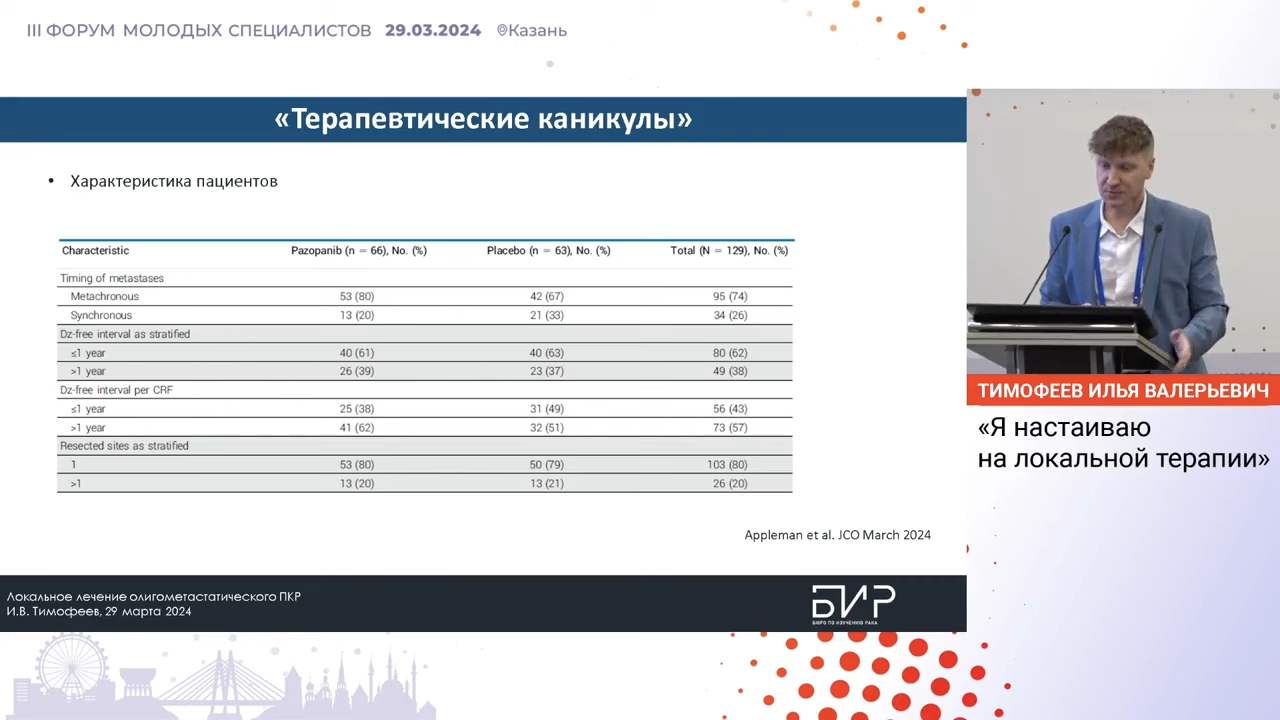 III ФОРУМ МОЛОДЫХ СПЕЦИАЛИСТОВ 29.03.2024 Казань
«Терапевтические каникулы»
• Характеристика пациентов
Characteristic Pazopanib (n = 66), No. (%) Placebo (n = 63), No. (%) Total (N = 129), No. (%)
Timing of metastases
Metachronous 53 (80) 42 (67) 95 (74)
Synchronous 13 (20) 21 (33) 34 (26)
Dz-free interval as stratified
≤1 year 40 (61) 40 (63) 80 (62)
>1 year 26 (39) 23 (37) 49 (38)
Dz-free interval per CRF
≤1 year 25 (38) 31 (49) 56 (43)
>1 year 41 (62) 32 (51) 73 (57)
Resected sites as stratified
1 53 (80) 50 (79) 103 (80)
>1 13 (20) 13 (21) 26 (20)
Appleman et al. JCO March 2024
Локальное лечение олигометастатического ПКР
И.В. Тимофеев, 29 марта 2024
БИР
БЮРО ПО ИЗУЧЕНИЮ РАКА
ТИМОФЕЕВ ИЛЬЯ ВАЛЕРЬЕВИЧ
«Я настаиваю
на локальной терапии»